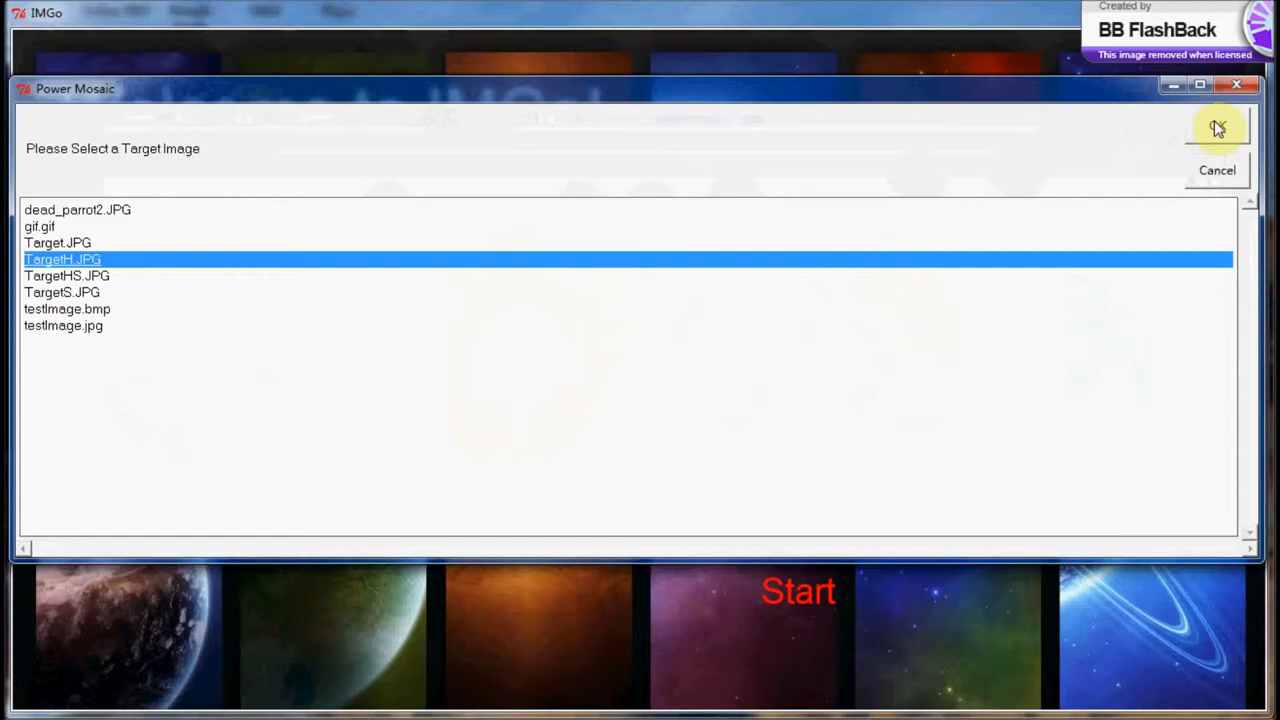 IMGo
Created by
BB FlashBack
This image removed when licensed
Power Mosaic
OK
Please Select a Target Image
Cancel
dead_parrot2.JPG
gif.gif
Target.JPG
TargetH.JPG
TargetHS.JPG
TargetS.JPG
testImage.bmp
testImage.jpg
Start